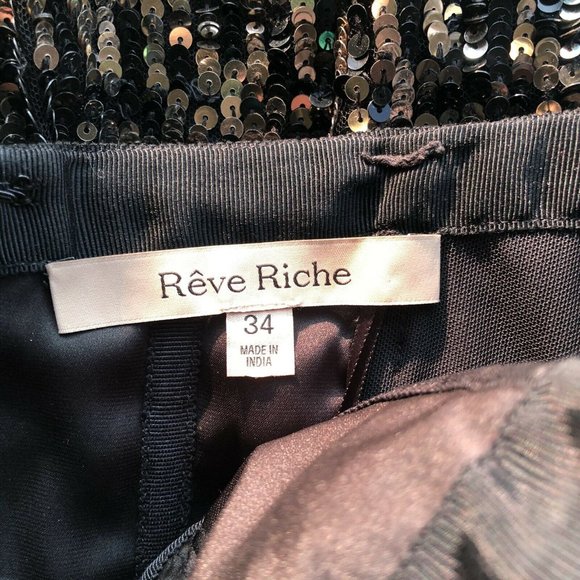 Rêve Riche
34
MADE IN
INDIA